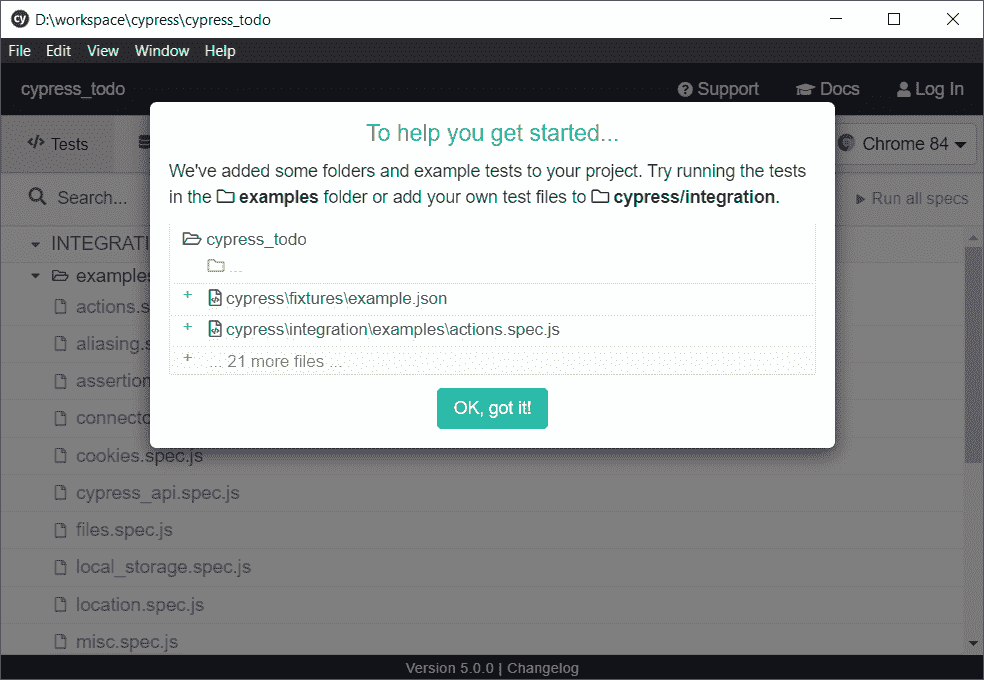 cy D:\workspace\cypress\cypress_todo
File Edit View Window Help
cypress_todo Support Docs Log In
To help you get started...
We've added some folders and example tests to your project. Try running the tests
in the examples folder or add your own test files to cypress/integration.
cypress_todo
...
+ cypress\fixtures\example.json
+ cypress\integration\examples\actions.spec.js
+ ... 21 more files ...
OK, got it!
</> Tests Chrome 84
Search... Run all specs
INTEGRATI
examples
actions.s
aliasing.s
assertion
connecto
cookies.spec.js
cypress_api.spec.js
files.spec.js
local_storage.spec.js
location.spec.js
misc.spec.js
Version 5.0.0 | Changelog